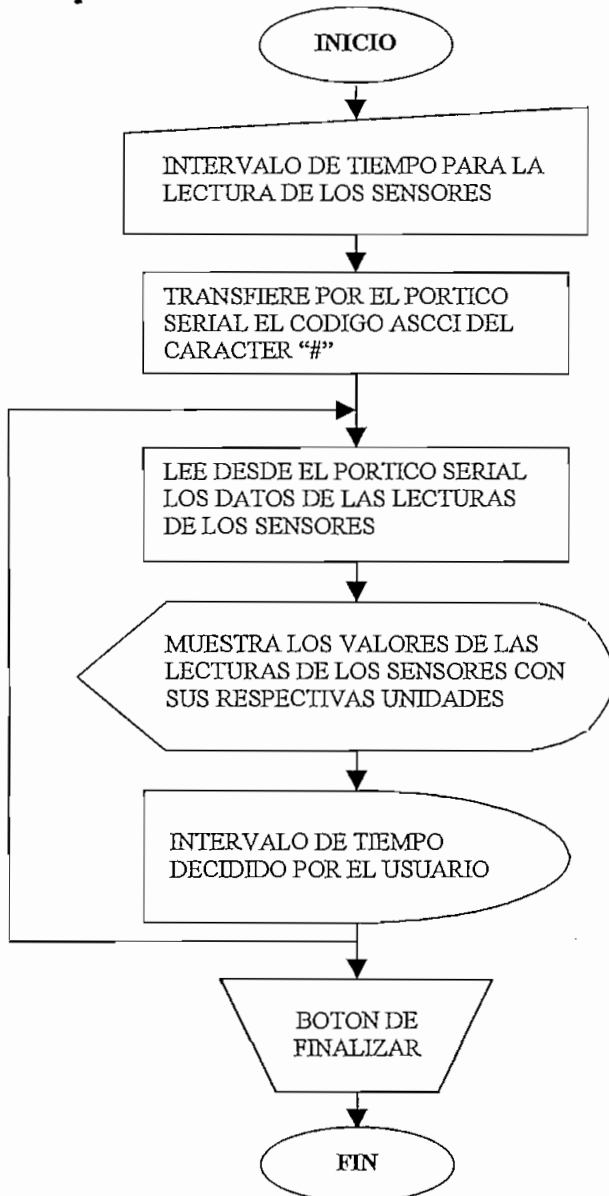 INICIO
INTERVALO DE TIEMPO PARA LA
LECTURA DE LOS SENSORES
TRANSFIERE POR EL PORTICO
SERIAL EL CODIGO ASCCI DEL
CARACTER “#”
LEE DESDE EL PORTICO SERIAL
LOS DATOS DE LAS LECTURAS
DE LOS SENSORES
MUESTRA LOS VALORES DE LAS
LECTURAS DE LOS SENSORES CON
SUS RESPECTIVAS UNIDADES
INTERVALO DE TIEMPO
DECIDIDO POR EL USUARIO
BOTON DE
FINALIZAR
FIN